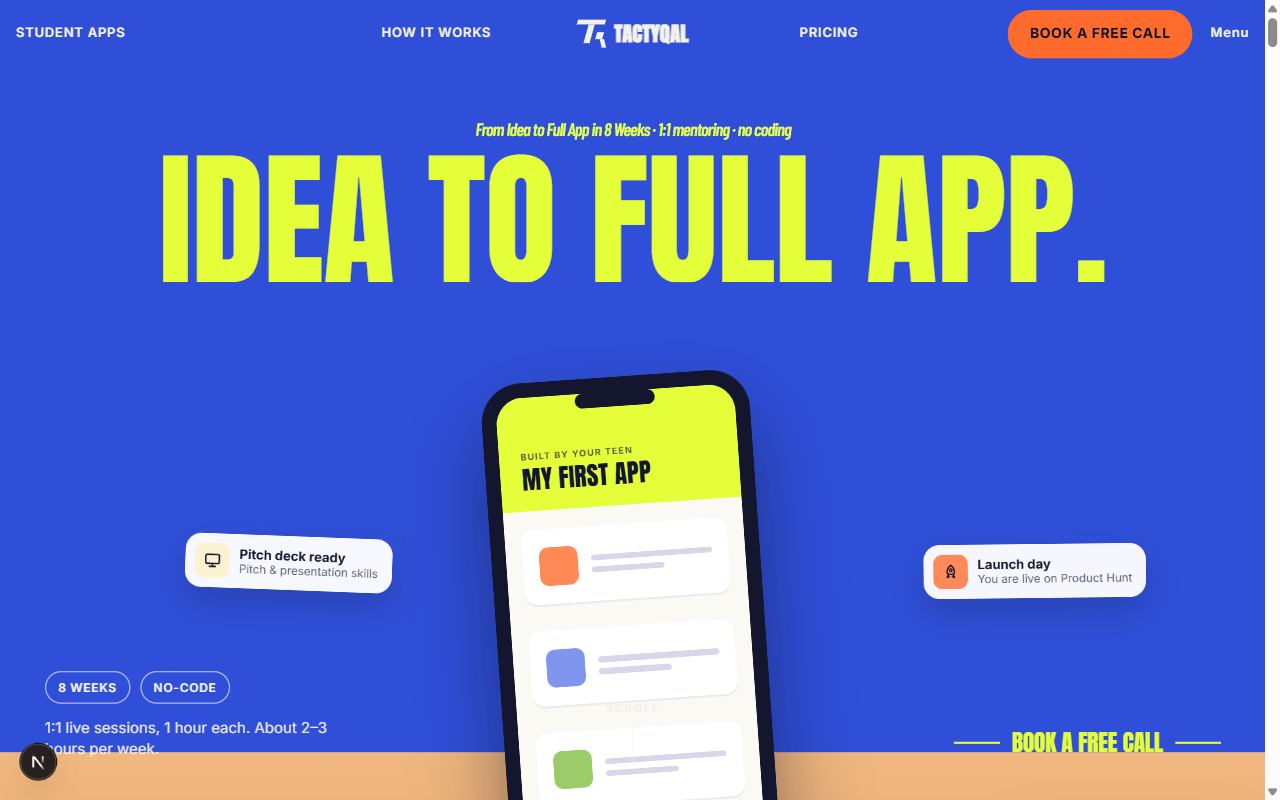 STUDENT APPS
HOW IT WORKS
TACTYQAL
PRICING
BOOK A FREE CALL
Menu
From Idea to Full App in 8 Weeks · 1:1 mentoring · no coding
IDEA TO FULL APP.
BUILT BY YOUR TEEN
MY FIRST APP
Pitch deck ready
Pitch & presentation skills
Launch day
You are live on Product Hunt
8 WEEKS
NO-CODE
SCROLL
1:1 live sessions, 1 hour each. About 2–3
hours per week.
BOOK A FREE CALL
N